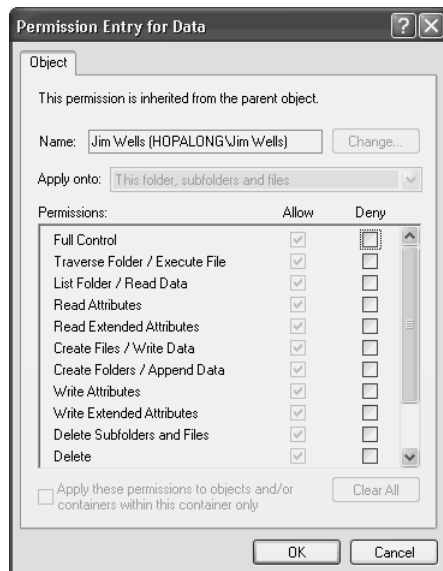 Permission Entry for Data
Object
This permission is inherited from the parent object.
Name: Jim Wells (HOPALONG\Jim Wells) Change...
Apply onto: This folder, subfolders and files
Permissions: Allow Deny
Full Control
Traverse Folder / Execute File
List Folder / Read Data
Read Attributes
Read Extended Attributes
Create Files / Write Data
Create Folders / Append Data
Write Attributes
Write Extended Attributes
Delete Subfolders and Files
Delete
Apply these permissions to objects and/or Clear All
containers within this container only
OK Cancel